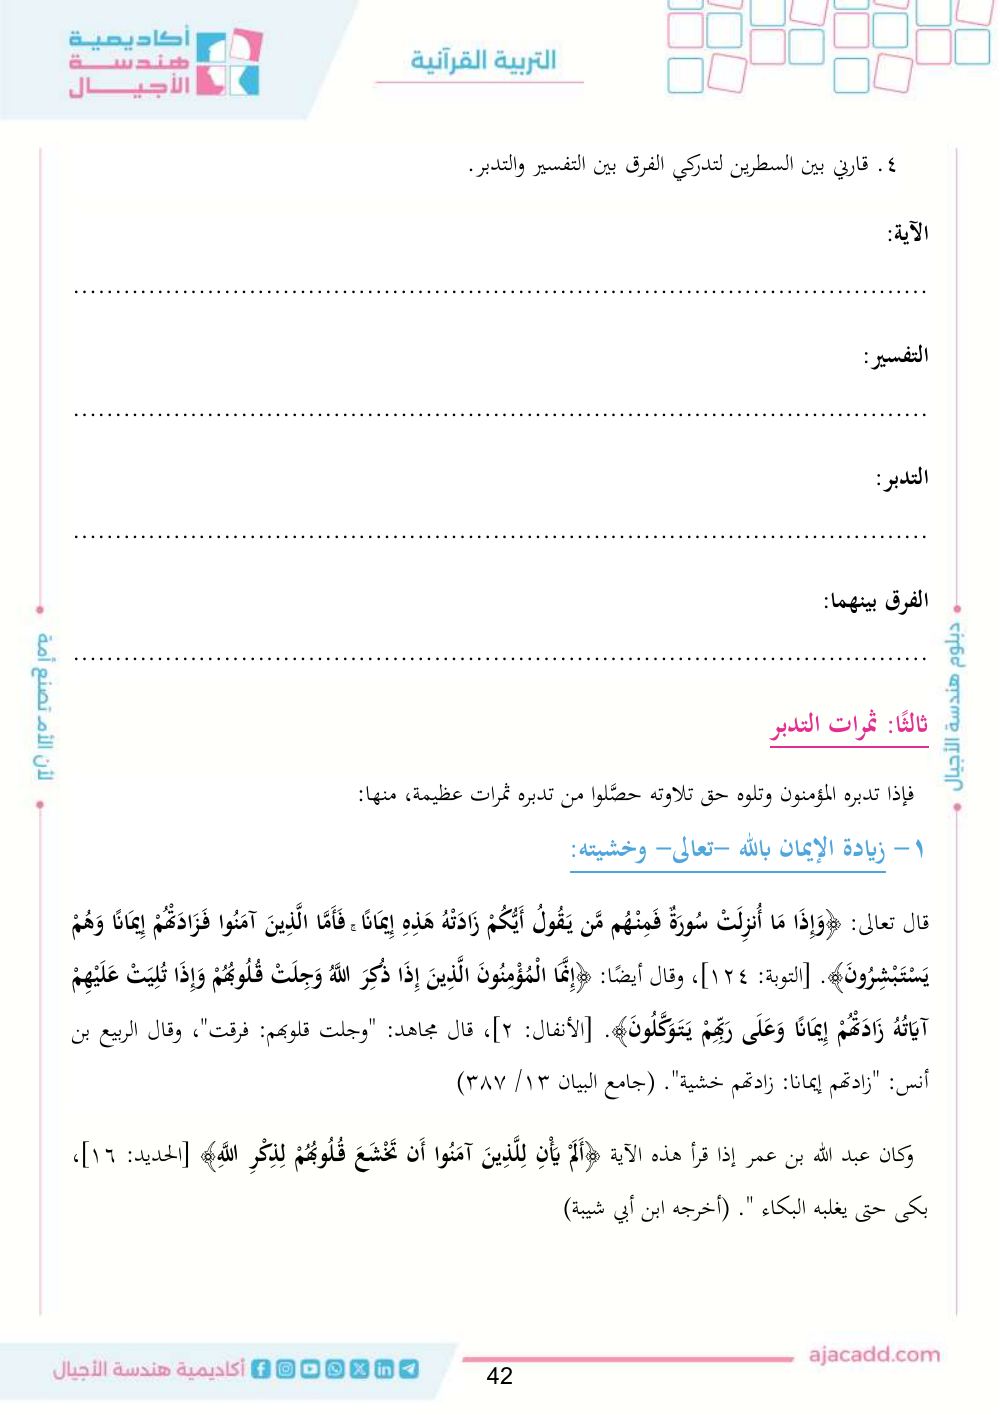 أكاديمية
هندسة
الأجيال
التربية القرآنية
٤. قارني بين السطرين لتدركي الفرق بين التفسير والتدبر.
الآية:
........................................................................................................
التفسير:
........................................................................................................
التدبر:
........................................................................................................
الفرق بينهما:
........................................................................................................
ثالثًا: ثمرات التدبر
فإذا تدبره المؤمنون وتلوه حق تلاوته حصَّلوا من تدبره ثمرات عظيمة، منها:
١- زيادة الإيمان بالله -تعالى- وخشيته:
قال تعالى: ﴿وَإِذَا مَا أُنزِلَتْ سُورَةٌ فَمِنْهُم مَّن يَقُولُ أَيُّكُمْ زَادَتْهُ هَذِهِ إِيمَانًا ۚ فَأَمَّا الَّذِينَ آمَنُوا فَزَادَتْهُمْ إِيمَانًا وَهُمْ
يَسْتَبْشِرُونَ﴾. [التوبة: ١٢٤]، وقال أيضًا: ﴿إِنَّمَا الْمُؤْمِنُونَ الَّذِينَ إِذَا ذُكِرَ اللَّهُ وَجِلَتْ قُلُوبُهُمْ وَإِذَا تُلِيَتْ عَلَيْهِمْ
آيَاتُهُ زَادَتْهُمْ إِيمَانًا وَعَلَى رَبِّهِمْ يَتَوَكَّلُونَ﴾. [الأنفال: ٢]، قال مجاهد: "وجلت قلوبهم: فرقت"، وقال الربيع بن
أنس: "زادتهم إيمانا: زادتهم خشية". (جامع البيان ١٣/ ٣٨٧)
وكان عبد الله بن عمر إذا قرأ هذه الآية ﴿أَلَمْ يَأْنِ لِلَّذِينَ آمَنُوا أَن تَخْشَعَ قُلُوبُهُمْ لِذِكْرِ اللَّهِ﴾ [الحديد: ١٦]،
بكى حتى يغلبه البكاء ". (أخرجه ابن أبي شيبة)
دبلوم هندسة الأجيال
لأن الأم تصنع أمة
ajacadd.com
42
أكاديمية هندسة الأجيال